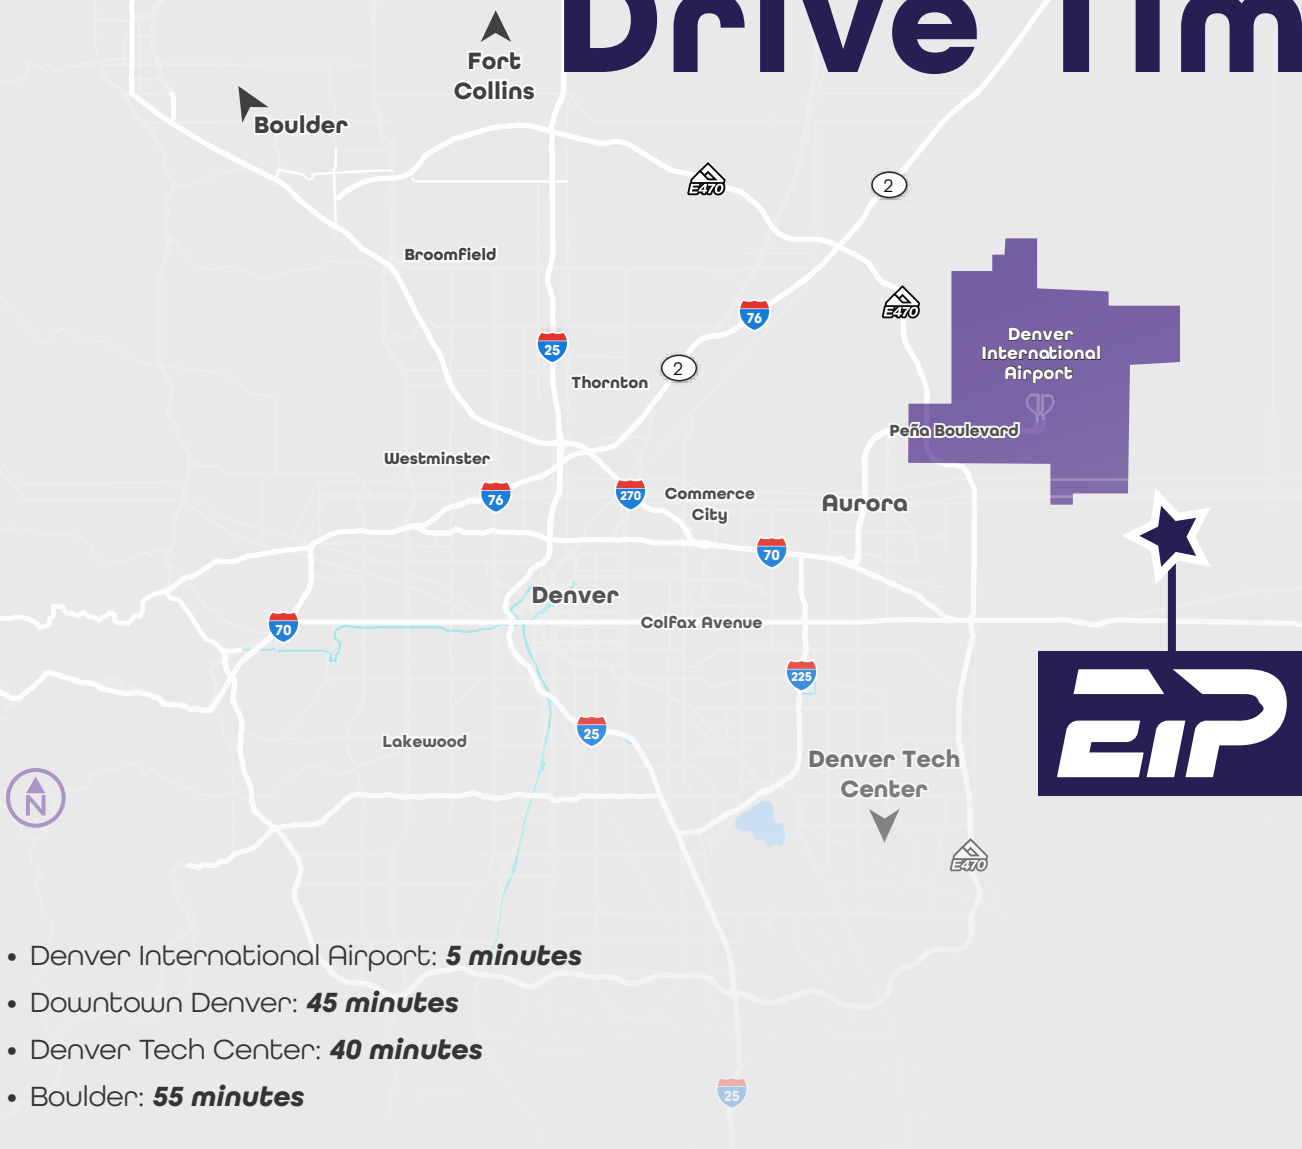 Drive Tim
Fort
Collins
Boulder
E470
2
Broomfield
E470
76
25
Denver
International
Airport
2
Thornton
Peña Boulevard
Westminster
76
270
Commerce
City
Aurora
70
Denver
Colfax Avenue
70
225
EIP
25
Lakewood
Denver Tech
Center
N
E470
• Denver International Airport: 5 minutes
• Downtown Denver: 45 minutes
• Denver Tech Center: 40 minutes
• Boulder: 55 minutes
25